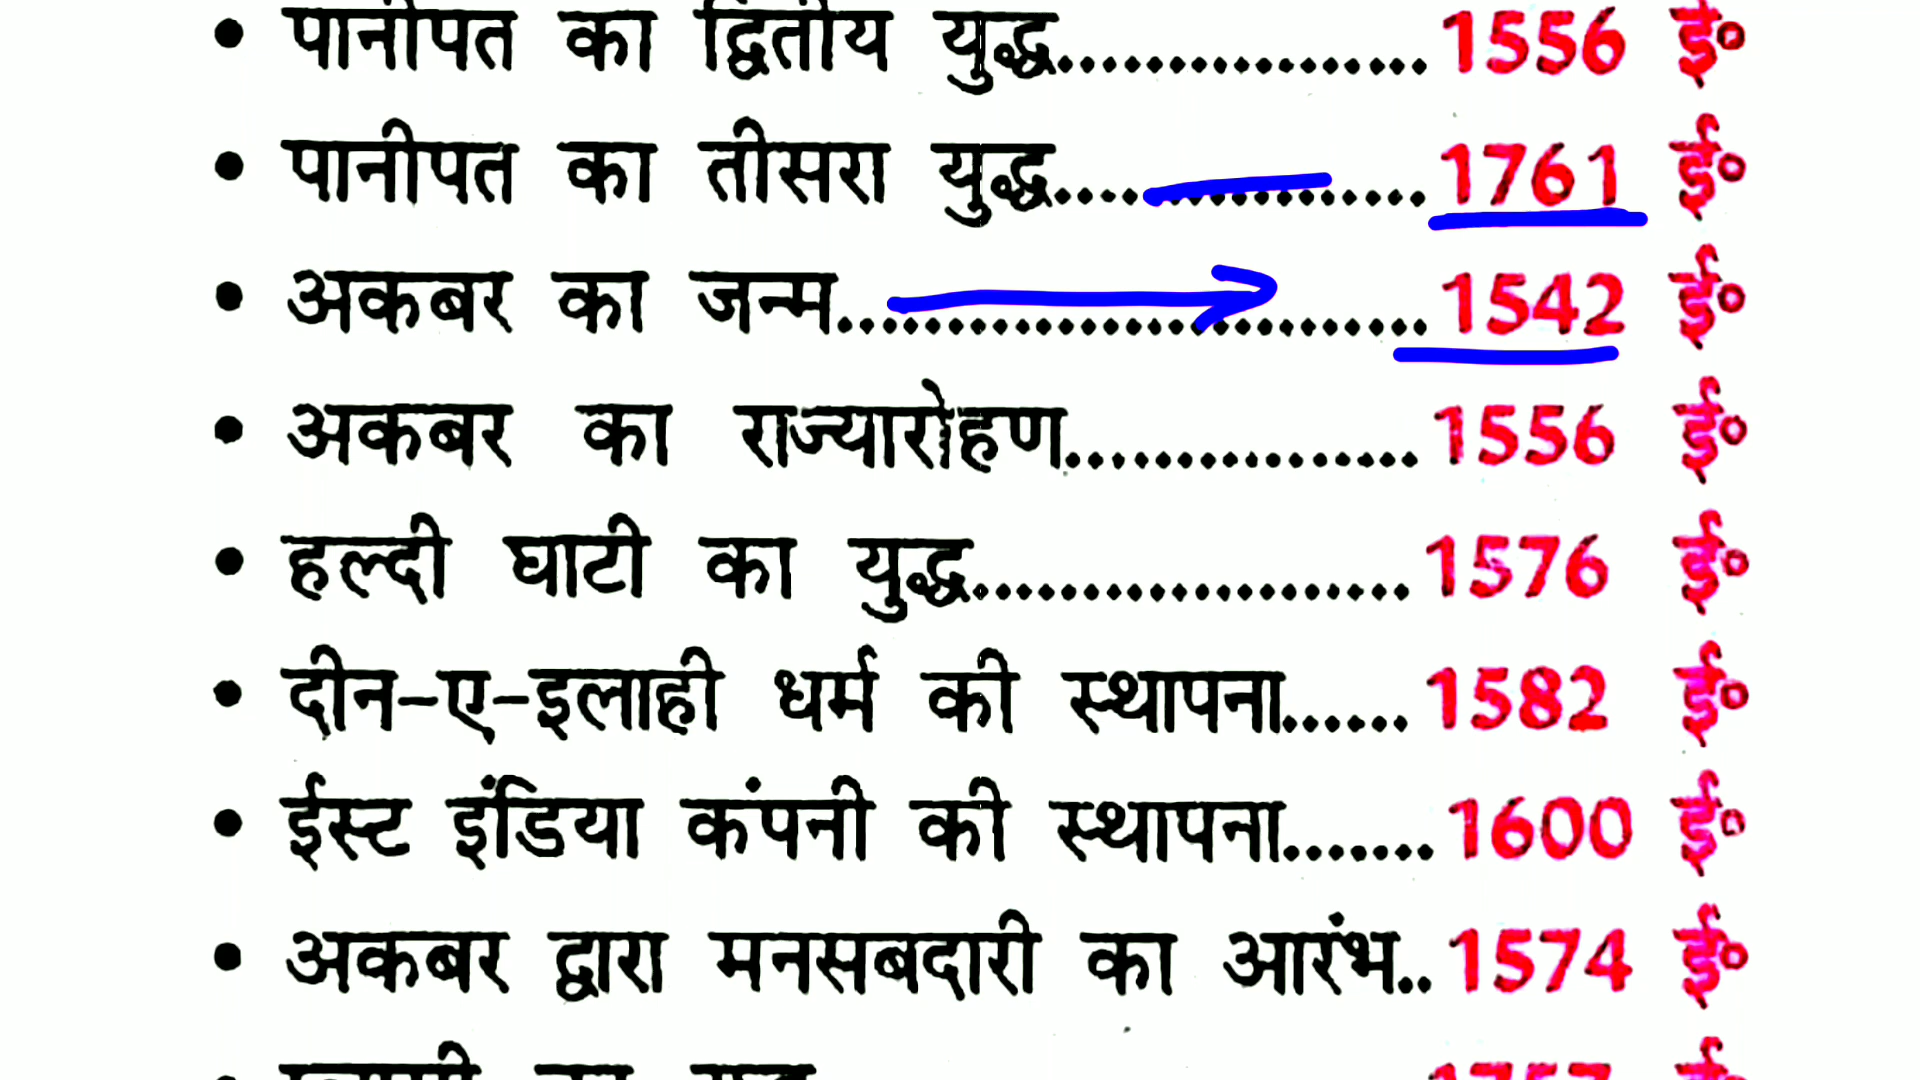 • पानीपत का द्वितीय युद्ध................. 1556 ई०
• पानीपत का तीसरा युद्ध................. 1761 ई०
• अकबर का जन्म........................... 1542 ई०
• अकबर का राज्यारोहण................ 1556 ई०
• हल्दी घाटी का युद्ध.................... 1576 ई०
• दीन-ए-इलाही धर्म की स्थापना...... 1582 ई०
• ईस्ट इंडिया कंपनी की स्थापना....... 1600 ई०
• अकबर द्वारा मनसबदारी का आरंभ.. 1574 ई०